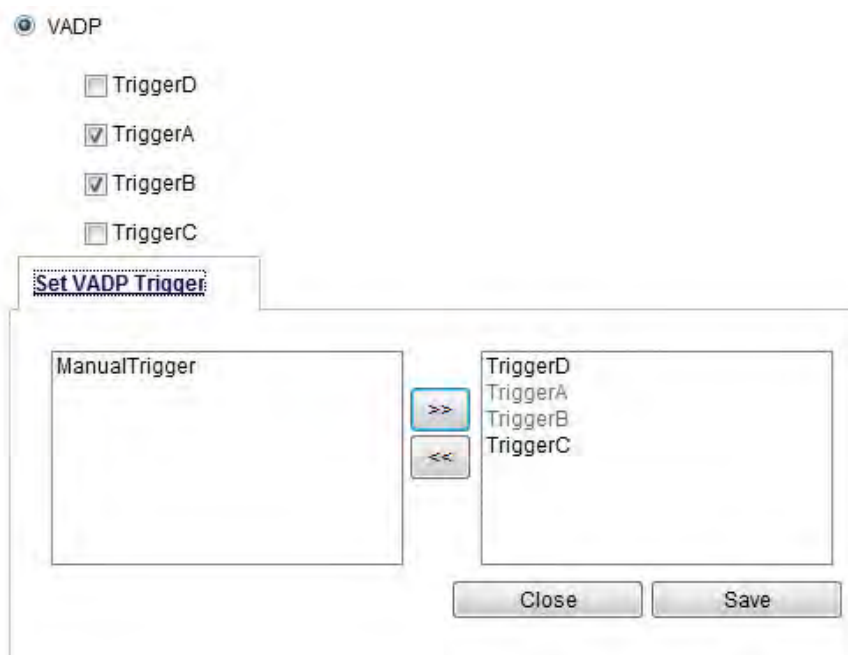 VADP
TriggerD
TriggerA
TriggerB
TriggerC
Set VADP Trigger
ManualTrigger
>>
<<
TriggerD
TriggerA
TriggerB
TriggerC
Close
Save